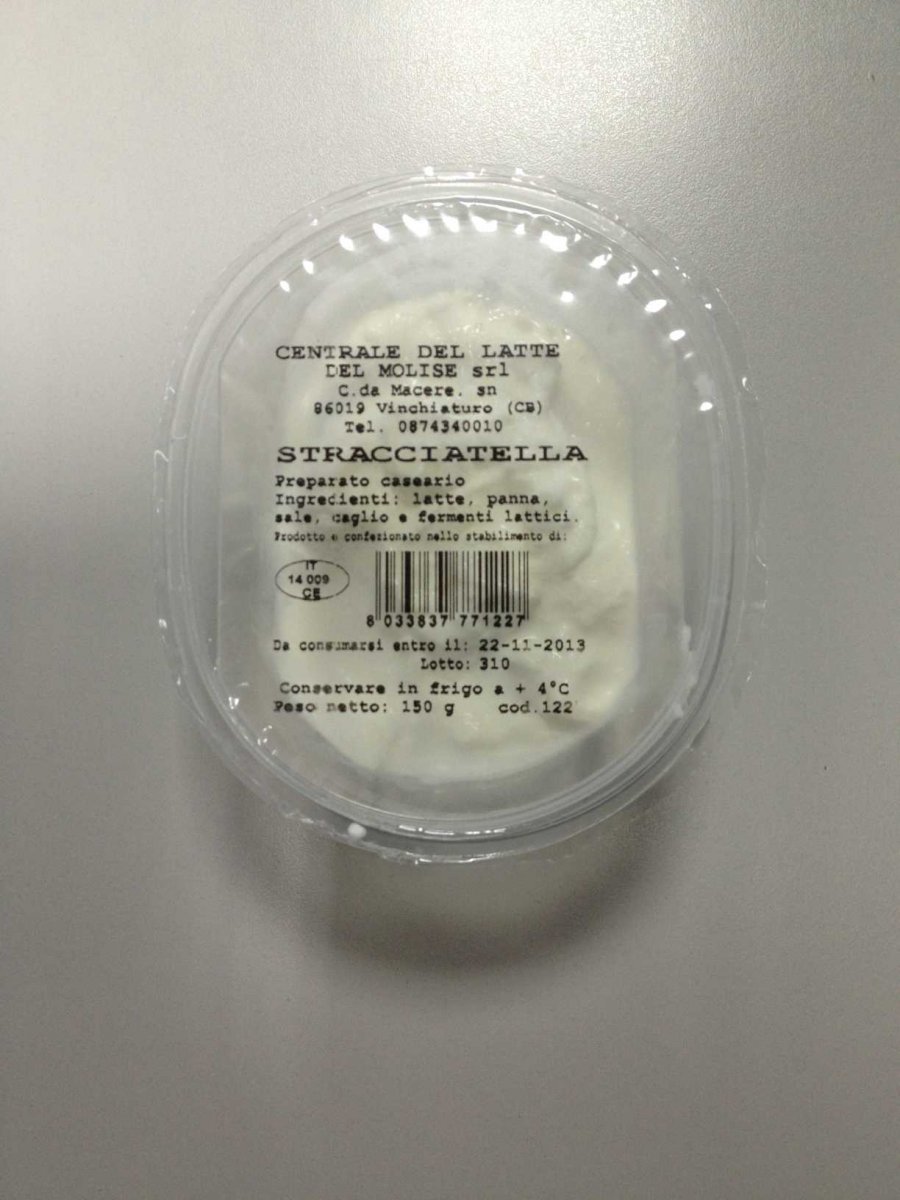 CENTRALE DEL LATTE
DEL MOLISE srl
C.da Macere, sn
86019 Vinchiaturo (CB)
Tel. 0874340010
STRACCIATELLA
Preparato caseario
Ingredienti: latte, panna,
sale, caglio e fermenti lattici.
Prodotto e confezionato nello stabilimento di:
IT
14 009
CE
8 033837 771227
Da consumarsi entro il: 22-11-2013
Lotto: 310
Conservare in frigo a + 4°C
Peso netto: 150 g cod.122